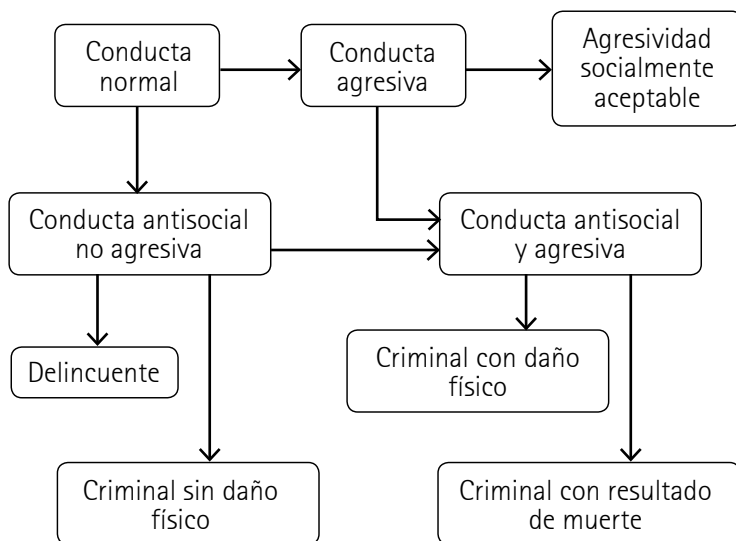 Conducta
normal
Conducta
agresiva
Agresividad
socialmente
aceptable
Conducta antisocial
no agresiva
Conducta antisocial
y agresiva
Delincuente
Criminal con daño
físico
Criminal sin daño
físico
Criminal con resultado
de muerte